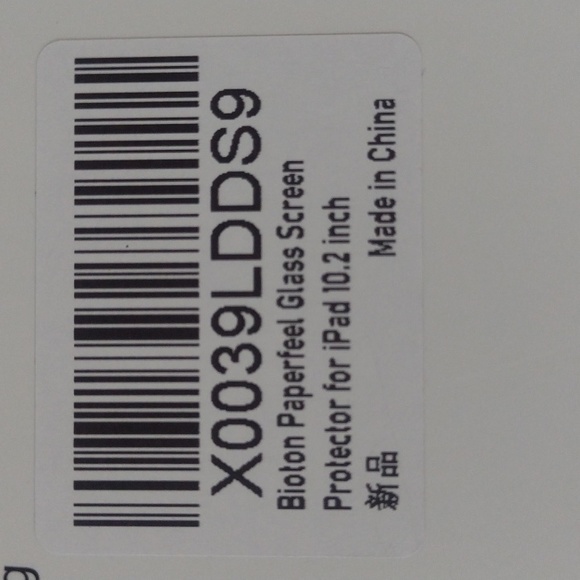 X0039LDDS9
Bioton Paperfeel Glass Screen
Protector for iPad 10.2 inch
新品 Made in China
g